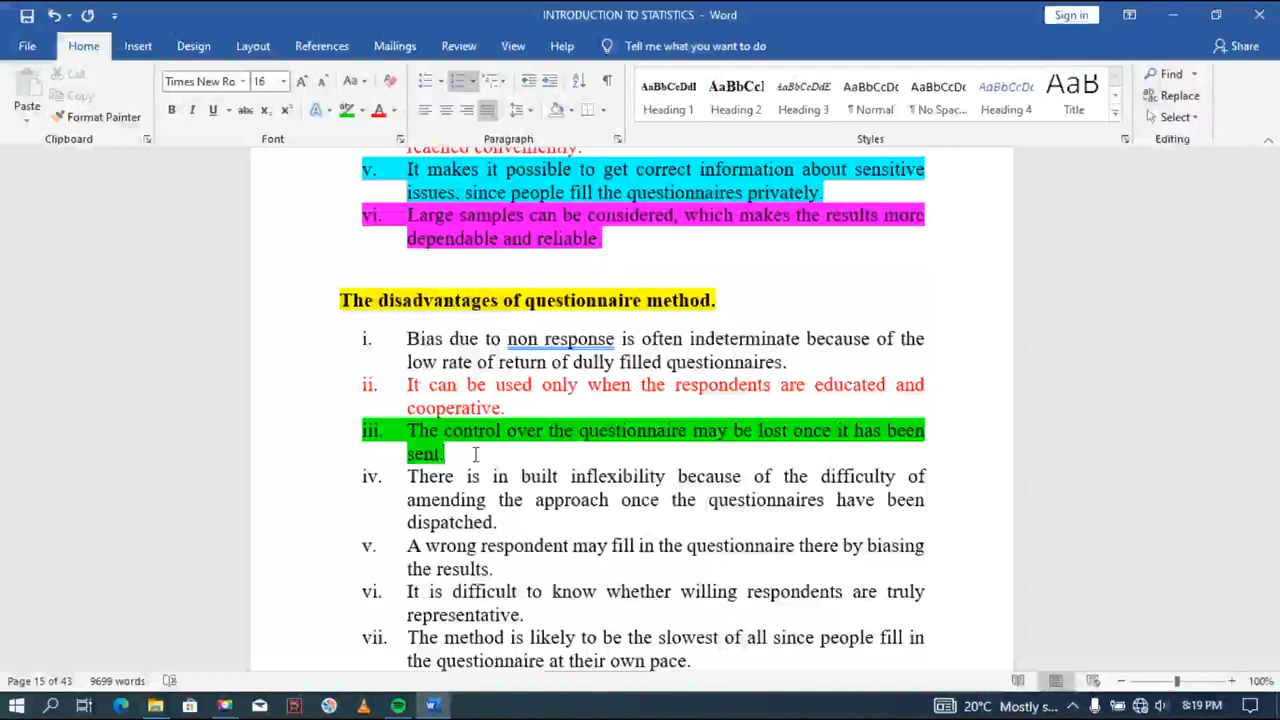 INTRODUCTION TO STATISTICS - Word
Sign in
File Home Insert Design Layout References Mailings Review View Help Tell me what you want to do Share
Paste
Cut
Copy
Format Painter
Clipboard
Times New Ro 16
Font
Paragraph
AaBbCcDdI AaBbCcI AaBbCcDdE AaBbCcDc AaBbCcDc AaBbCcDc AaB
Heading 1 Heading 2 Heading 3 ¶ Normal ¶ No Spac... Heading 4 Title
Styles
Find
Replace
Select
Editing
reached conveniently.
v. It makes it possible to get correct information about sensitive
issues, since people fill the questionnaires privately.
vi. Large samples can be considered, which makes the results more
dependable and reliable.
The disadvantages of questionnaire method.
i. Bias due to non response is often indeterminate because of the
low rate of return of dully filled questionnaires.
ii. It can be used only when the respondents are educated and
cooperative.
iii. The control over the questionnaire may be lost once it has been
sent.
iv. There is in built inflexibility because of the difficulty of
amending the approach once the questionnaires have been
dispatched.
v. A wrong respondent may fill in the questionnaire there by biasing
the results.
vi. It is difficult to know whether willing respondents are truly
representative.
vii. The method is likely to be the slowest of all since people fill in
the questionnaire at their own pace.
Page 15 of 43 9699 words 100%
20°C Mostly s... 8:19 PM